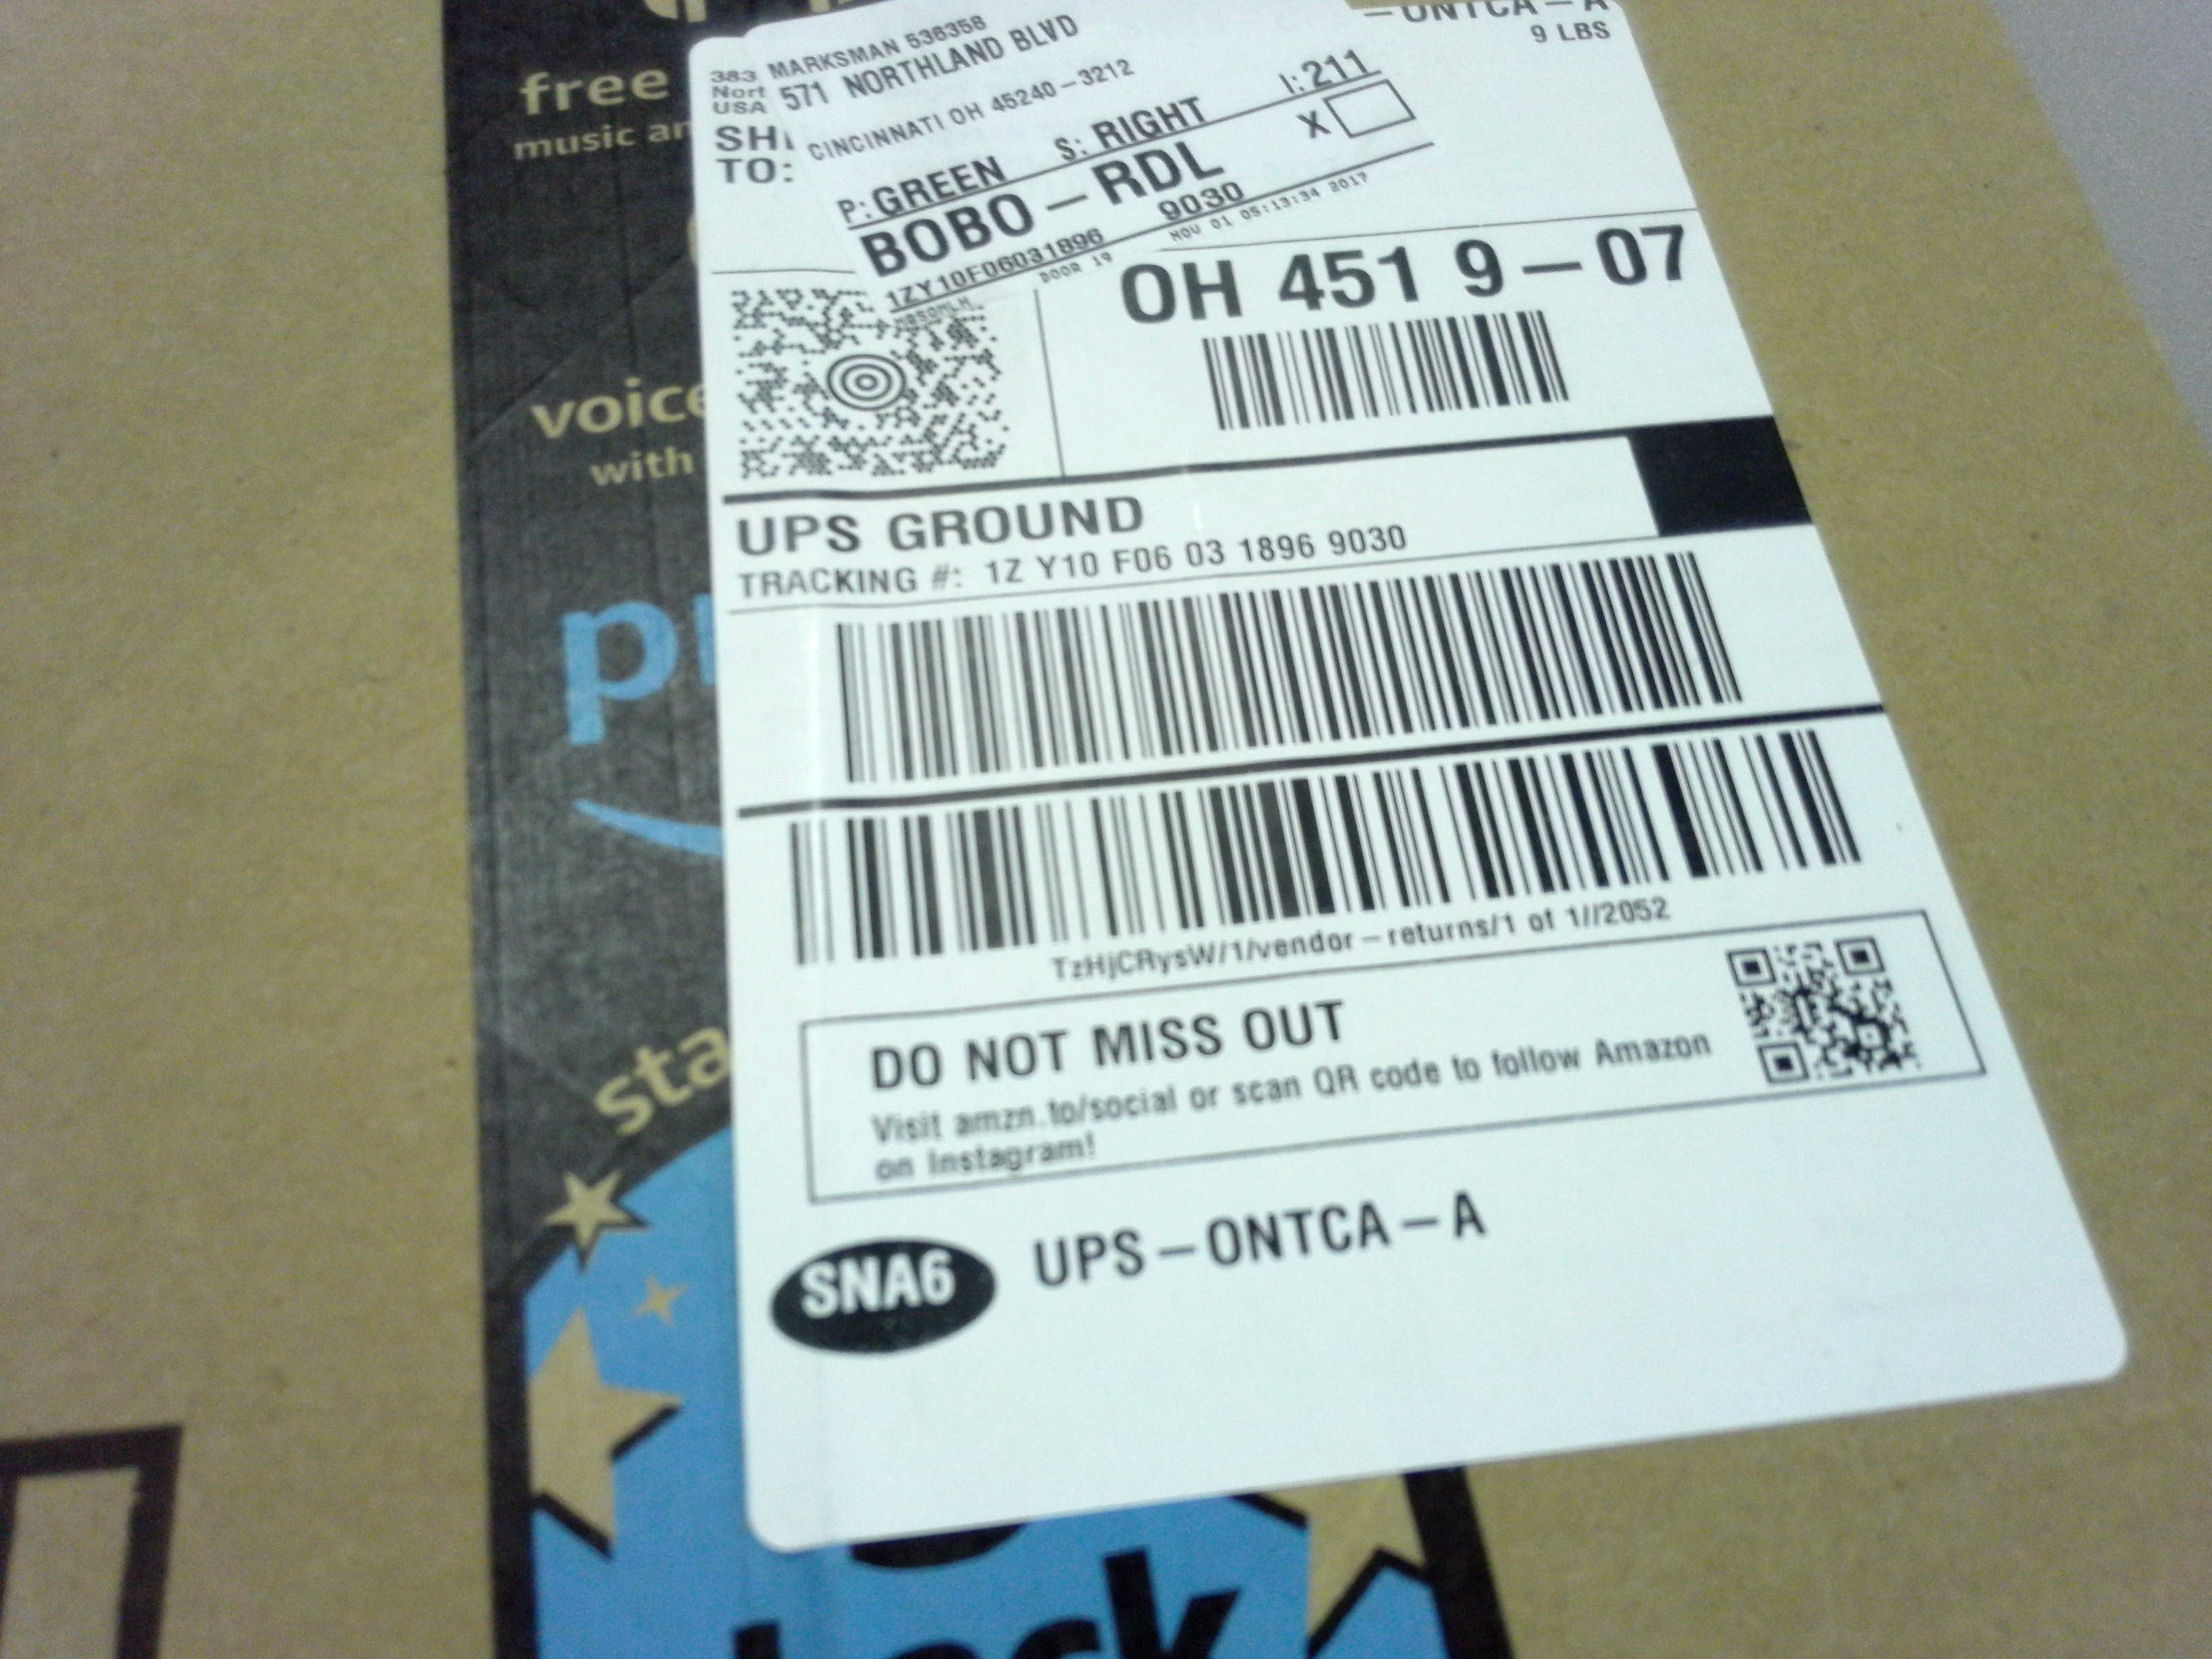 free
music an
voice
with
sta
MARKSMAN 536358
571 NORTHLAND BLVD
CINCINNATI OH 45240-3212
P: GREEN S: RIGHT I: 211
BOBO-RDL X
1ZY10F06031896 9030
DOOR 19 NOV 01 05:13:34 2017
383
Nort
USA
SHI
TO:
-ONTCA-A
9 LBS
OH 451 9-07
UPS GROUND
TRACKING #: 1Z Y10 F06 03 1896 9030
TzHjCRysW/1/vendor-returns/1 of 1//2052
DO NOT MISS OUT
Visit amzn.to/social or scan QR code to follow Amazon
on Instagram!
SNA6 UPS-ONTCA-A